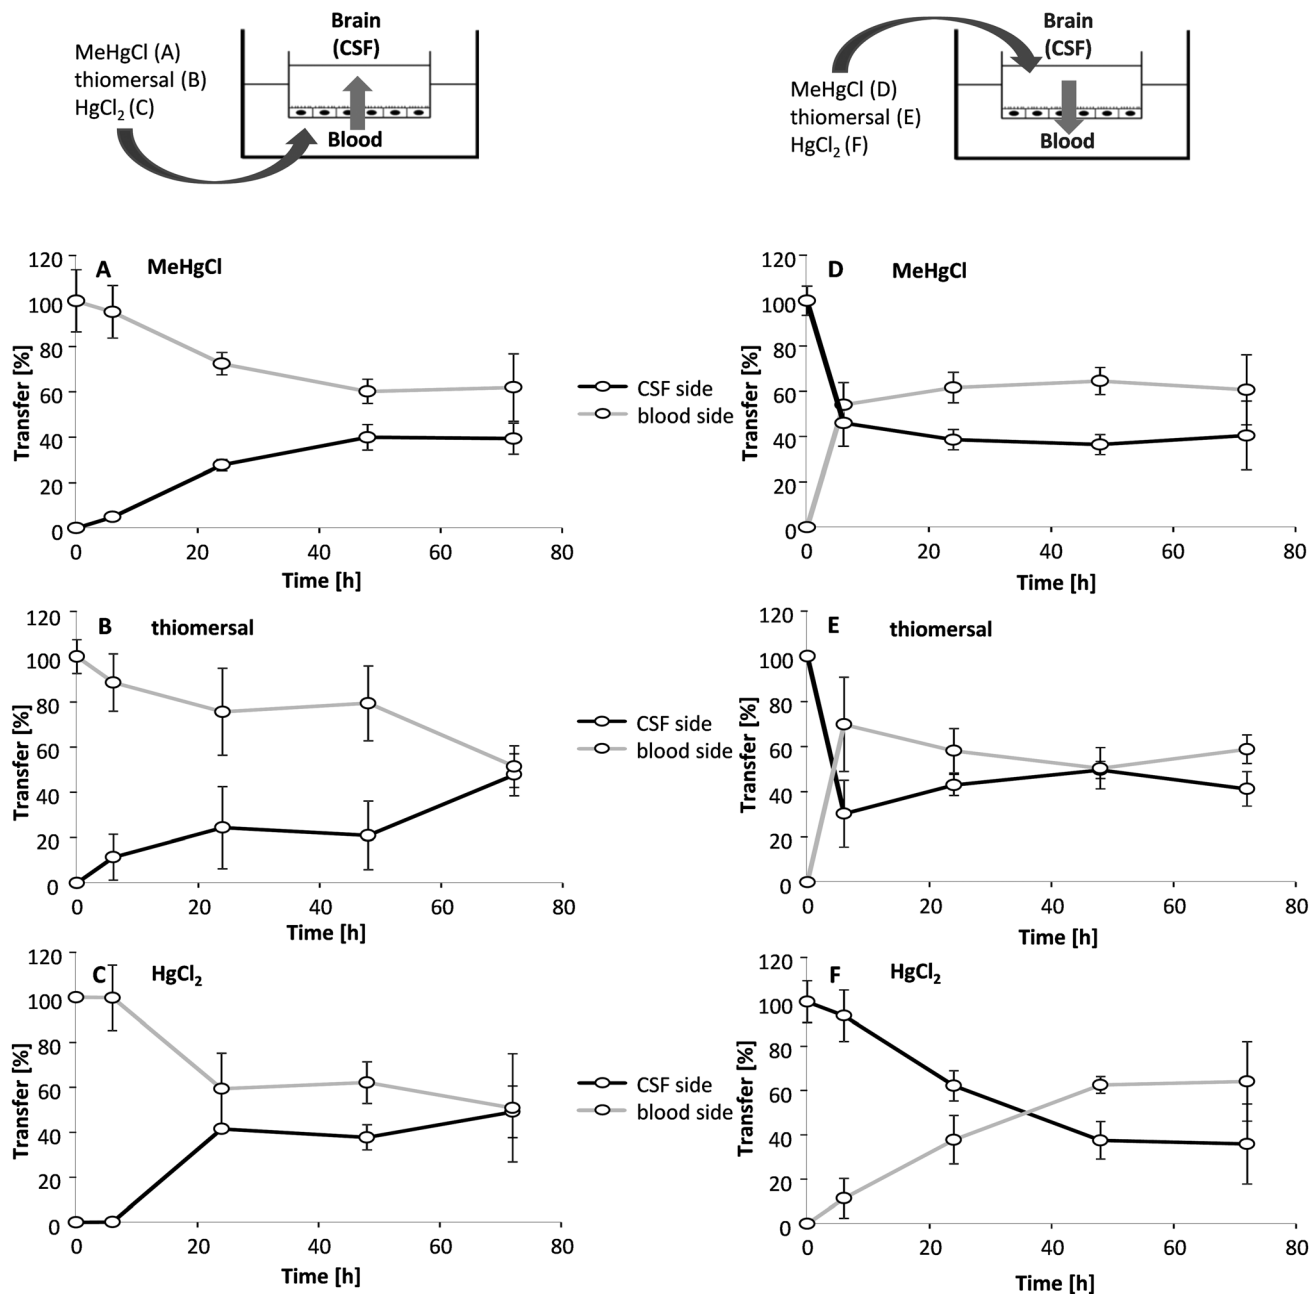 Brain
(CSF)
MeHgCl (A)
thiomersal (B)
HgCl₂ (C)
Blood
Brain
(CSF)
MeHgCl (D)
thiomersal (E)
HgCl₂ (F)
Blood
A MeHgCl
120
100
80
60
40
20
0
Transfer [%]
0 20 40 60 80
Time [h]
CSF side
blood side
D MeHgCl
120
100
80
60
40
20
0
Transfer [%]
0 20 40 60 80
Time [h]
B thiomersal
120
100
80
60
40
20
0
Transfer [%]
0 20 40 60 80
Time [h]
CSF side
blood side
E thiomersal
120
100
80
60
40
20
0
Transfer [%]
0 20 40 60 80
Time [h]
C HgCl₂
120
100
80
60
40
20
0
Transfer [%]
0 20 40 60 80
Time [h]
CSF side
blood side
F HgCl₂
120
100
80
60
40
20
0
Transfer [%]
0 20 40 60 80
Time [h]